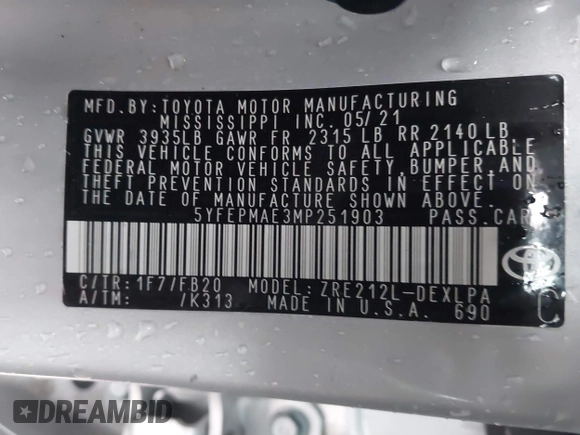 MFD. BY: TOYOTA MOTOR MANUFACTURING
MISSISSIPPI INC. 05/21
GVWR 3935LB GAWR FR 2315 LB RR 2140 LB
THIS VEHICLE CONFORMS TO ALL APPLICABLE
FEDERAL MOTOR VEHICLE SAFETY, BUMPER, AND
THEFT PREVENTION STANDARDS IN EFFECT ON
THE DATE OF MANUFACTURE SHOWN ABOVE.
5YFEPMAE3MP251903 PASS. CAR
C/TR: 1F7/FB20 MODEL: ZRE212L-DEXLPA
A/TM: /K313 MADE IN U.S.A. 690
C
DREAMBID